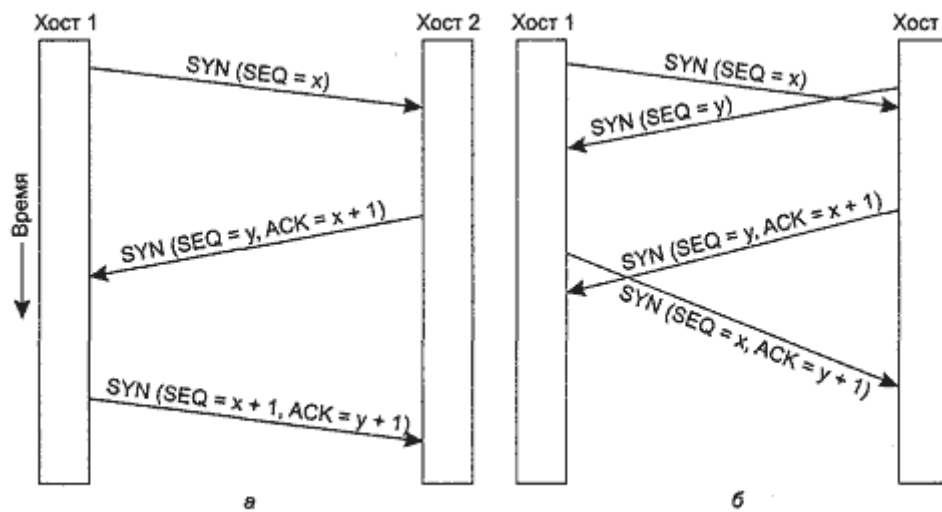 Хост 1
Хост 2
SYN (SEQ = x)
SYN (SEQ = y, ACK = x + 1)
SYN (SEQ = x + 1, ACK = y + 1)
Время
а
Хост 1
Хост
SYN (SEQ = x)
SYN (SEQ = y)
SYN (SEQ = y, ACK = x + 1)
SYN (SEQ = x, ACK = y + 1)
б